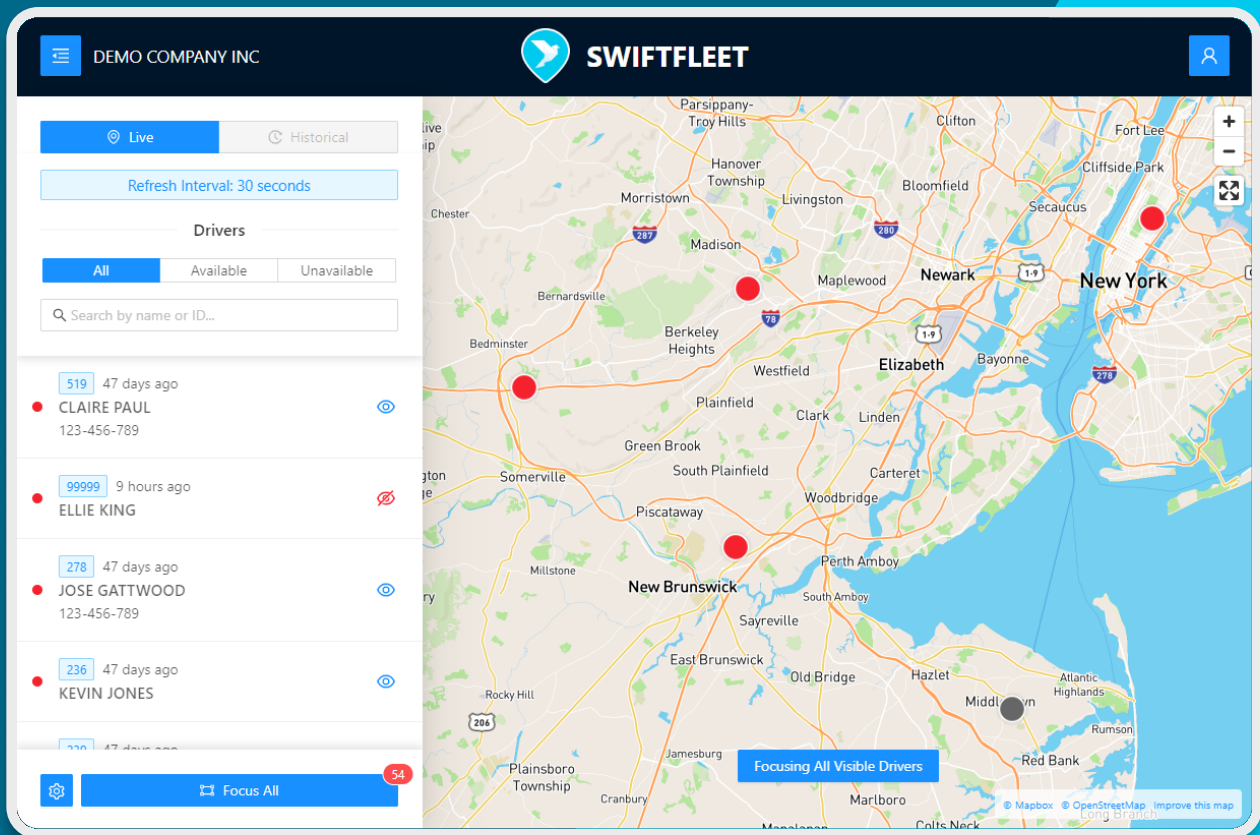 DEMO COMPANY INC
SWIFTFLEET
Live
Historical
Refresh Interval: 30 seconds
Drivers
All
Available
Unavailable
Search by name or ID...
519 47 days ago
CLAIRE PAUL
123-456-789
99999 9 hours ago
ELLIE KING
278 47 days ago
JOSE GATTWOOD
123-456-789
236 47 days ago
KEVIN JONES
47 days ago
Focus All
54
Parsippany-
Troy Hills
Clifton
Fort Lee
+
−
Hanover
Township
Cliffside Park
Bloomfield
Morristown
Livingston
Secaucus
Chester
287
280
Madison
Maplewood
Newark
1-9
New York
Bernardsville
78
Berkeley
Heights
1-9
Bedminster
Westfield
Elizabeth
Bayonne
278
Plainfield
Clark
Linden
Green Brook
South Plainfield
Carteret
Somerville
Woodbridge
Piscataway
Millstone
Perth Amboy
New Brunswick
South Amboy
Sayreville
East Brunswick
Old Bridge
Hazlet
Atlantic
Highlands
Rocky Hill
206
Rumson
Jamesburg
Focusing All Visible Drivers
Red Bank
Plainsboro
Township
Cranbury
Marlboro
© Mapbox © OpenStreetMap Improve this map
Long Branch
Colts Neck